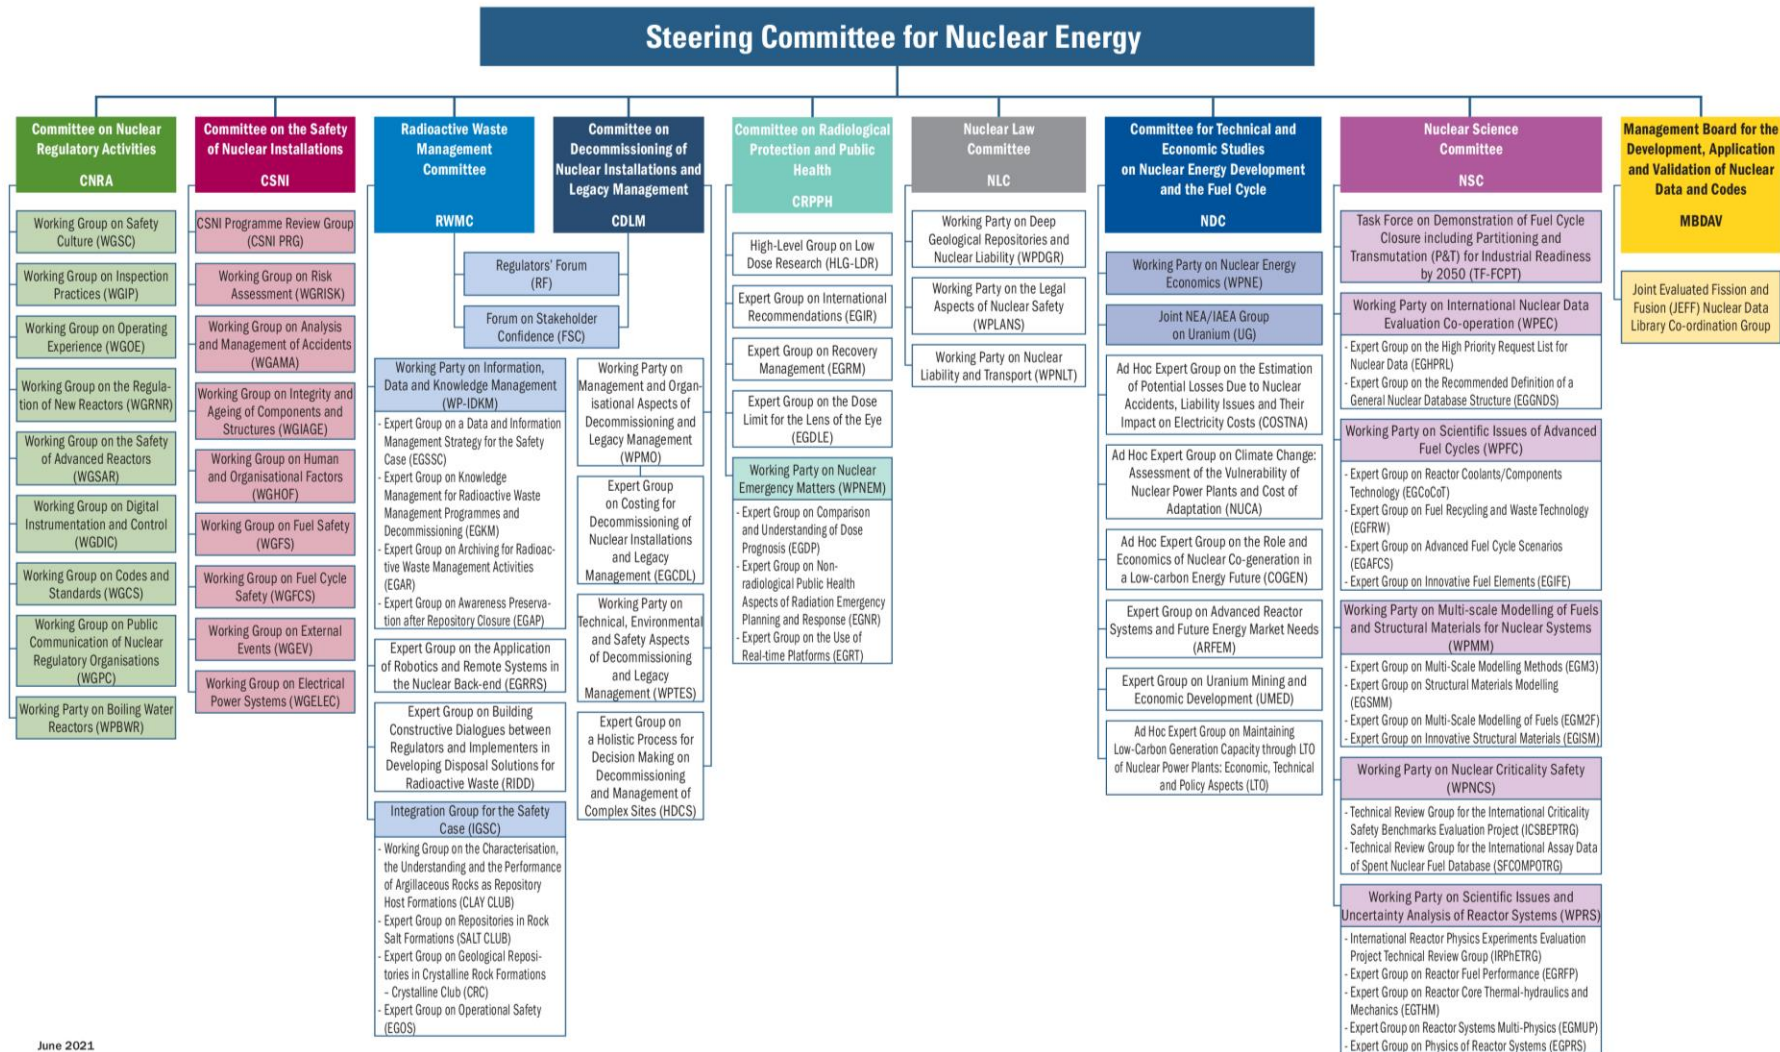 Steering Committee for Nuclear Energy
Committee on Nuclear
Regulatory Activities
CNRA
Working Group on Safety
Culture (WGSC)
Working Group on Inspection
Practices (WGIP)
Working Group on Operating
Experience (WGOE)
Working Group on the Regula-
tion of New Reactors (WGRNR)
Working Group on the Safety
of Advanced Reactors
(WGSAR)
Working Group on Digital
Instrumentation and Control
(WGDIC)
Working Group on Codes and
Standards (WGCS)
Working Group on Public
Communication of Nuclear
Regulatory Organisations
(WGPC)
Working Party on Boiling Water
Reactors (WPBWR)
Committee on the Safety
of Nuclear Installations
CSNI
CSNI Programme Review Group
(CSNI PRG)
Working Group on Risk
Assessment (WGRISK)
Working Group on Analysis
and Management of Accidents
(WGAMA)
Working Group on Integrity and
Ageing of Components and
Structures (WGIAGE)
Working Group on Human
and Organisational Factors
(WGHOF)
Working Group on Fuel Safety
(WGFS)
Working Group on Fuel Cycle
Safety (WGFCS)
Working Group on External
Events (WGEV)
Working Group on Electrical
Power Systems (WGELEC)
Radioactive Waste
Management
Committee
RWMC
Committee on
Decommissioning of
Nuclear Installations and
Legacy Management
CDLM
Regulators' Forum
(RF)
Forum on Stakeholder
Confidence (FSC)
Working Party on Information,
Data and Knowledge Management
(WP-IDKM)
- Expert Group on a Data and Information
Management Strategy for the Safety
Case (EGSSC)
- Expert Group on Knowledge
Management for Radioactive Waste
Management Programmes and
Decommissioning (EGKM)
- Expert Group on Archiving for Radioac-
tive Waste Management Activities
(EGAR)
- Expert Group on Awareness Preserva-
tion after Repository Closure (EGAP)
Expert Group on the Application
of Robotics and Remote Systems in
the Nuclear Back-end (EGRRS)
Expert Group on Building
Constructive Dialogues between
Regulators and Implementers in
Developing Disposal Solutions for
Radioactive Waste (RIDD)
Integration Group for the Safety
Case (IGSC)
- Working Group on the Characterisation,
the Understanding and the Performance
of Argillaceous Rocks as Repository
Host Formations (CLAY CLUB)
- Expert Group on Repositories in Rock
Salt Formations (SALT CLUB)
- Expert Group on Geological Reposi-
tories in Crystalline Rock Formations
– Crystalline Club (CRC)
- Expert Group on Operational Safety
(EGOS)
Working Party on
Management and Organ-
isational Aspects of
Decommissioning and
Legacy Management
(WPMO)
Expert Group
on Costing for
Decommissioning of
Nuclear Installations
and Legacy
Management (EGCDL)
Working Party on
Technical, Environmental
and Safety Aspects
of Decommissioning
and Legacy
Management (WPTES)
Expert Group on
a Holistic Process for
Decision Making on
Decommissioning
and Management of
Complex Sites (HDCS)
Committee on Radiological
Protection and Public
Health
CRPPH
High-Level Group on Low
Dose Research (HLG-LDR)
Expert Group on International
Recommendations (EGIR)
Expert Group on Recovery
Management (EGRM)
Expert Group on the Dose
Limit for the Lens of the Eye
(EGDLE)
Working Party on Nuclear
Emergency Matters (WPNEM)
- Expert Group on Comparison
and Understanding of Dose
Prognosis (EGDP)
- Expert Group on Non-
radiological Public Health
Aspects of Radiation Emergency
Planning and Response (EGNR)
- Expert Group on the Use of
Real-time Platforms (EGRT)
Nuclear Law
Committee
NLC
Working Party on Deep
Geological Repositories and
Nuclear Liability (WPDGR)
Working Party on the Legal
Aspects of Nuclear Safety
(WPLANS)
Working Party on Nuclear
Liability and Transport (WPNLT)
Committee for Technical and
Economic Studies
on Nuclear Energy Development
and the Fuel Cycle
NDC
Working Party on Nuclear Energy
Economics (WPNE)
Joint NEA/IAEA Group
on Uranium (UG)
Ad Hoc Expert Group on the Estimation
of Potential Losses Due to Nuclear
Accidents, Liability Issues and Their
Impact on Electricity Costs (COSTNA)
Ad Hoc Expert Group on Climate Change:
Assessment of the Vulnerability of
Nuclear Power Plants and Cost of
Adaptation (NUCA)
Ad Hoc Expert Group on the Role and
Economics of Nuclear Co-generation in
a Low-carbon Energy Future (COGEN)
Expert Group on Advanced Reactor
Systems and Future Energy Market Needs
(ARFEM)
Expert Group on Uranium Mining and
Economic Development (UMED)
Ad Hoc Expert Group on Maintaining
Low-Carbon Generation Capacity through LTO
of Nuclear Power Plants: Economic, Technical
and Policy Aspects (LTO)
Nuclear Science
Committee
NSC
Task Force on Demonstration of Fuel Cycle
Closure including Partitioning and
Transmutation (P&T) for Industrial Readiness
by 2050 (TF-FCPT)
Working Party on International Nuclear Data
Evaluation Co-operation (WPEC)
- Expert Group on the High Priority Request List for
Nuclear Data (EGHPRL)
- Expert Group on the Recommended Definition of a
General Nuclear Database Structure (EGGNDS)
Working Party on Scientific Issues of Advanced
Fuel Cycles (WPFC)
- Expert Group on Reactor Coolants/Components
Technology (EGCoCoT)
- Expert Group on Fuel Recycling and Waste Technology
(EGFRW)
- Expert Group on Advanced Fuel Cycle Scenarios
(EGAFCS)
- Expert Group on Innovative Fuel Elements (EGIFE)
Working Party on Multi-scale Modelling of Fuels
and Structural Materials for Nuclear Systems
(WPMM)
- Expert Group on Multi-Scale Modelling Methods (EGM3)
- Expert Group on Structural Materials Modelling
(EGSMM)
- Expert Group on Multi-Scale Modelling of Fuels (EGM2F)
- Expert Group on Innovative Structural Materials (EGISM)
Working Party on Nuclear Criticality Safety
(WPNCS)
- Technical Review Group for the International Criticality
Safety Benchmarks Evaluation Project (ICSBEPTRG)
- Technical Review Group for the International Assay Data
of Spent Nuclear Fuel Database (SFCOMPOTRG)
Working Party on Scientific Issues and
Uncertainty Analysis of Reactor Systems (WPRS)
- International Reactor Physics Experiments Evaluation
Project Technical Review Group (IRPhETRG)
- Expert Group on Reactor Fuel Performance (EGRFP)
- Expert Group on Reactor Core Thermal-hydraulics and
Mechanics (EGTHM)
- Expert Group on Reactor Systems Multi-Physics (EGMUP)
- Expert Group on Physics of Reactor Systems (EGPRS)
Management Board for the
Development, Application
and Validation of Nuclear
Data and Codes
MBDAV
Joint Evaluated Fission and
Fusion (JEFF) Nuclear Data
Library Co-ordination Group
June 2021